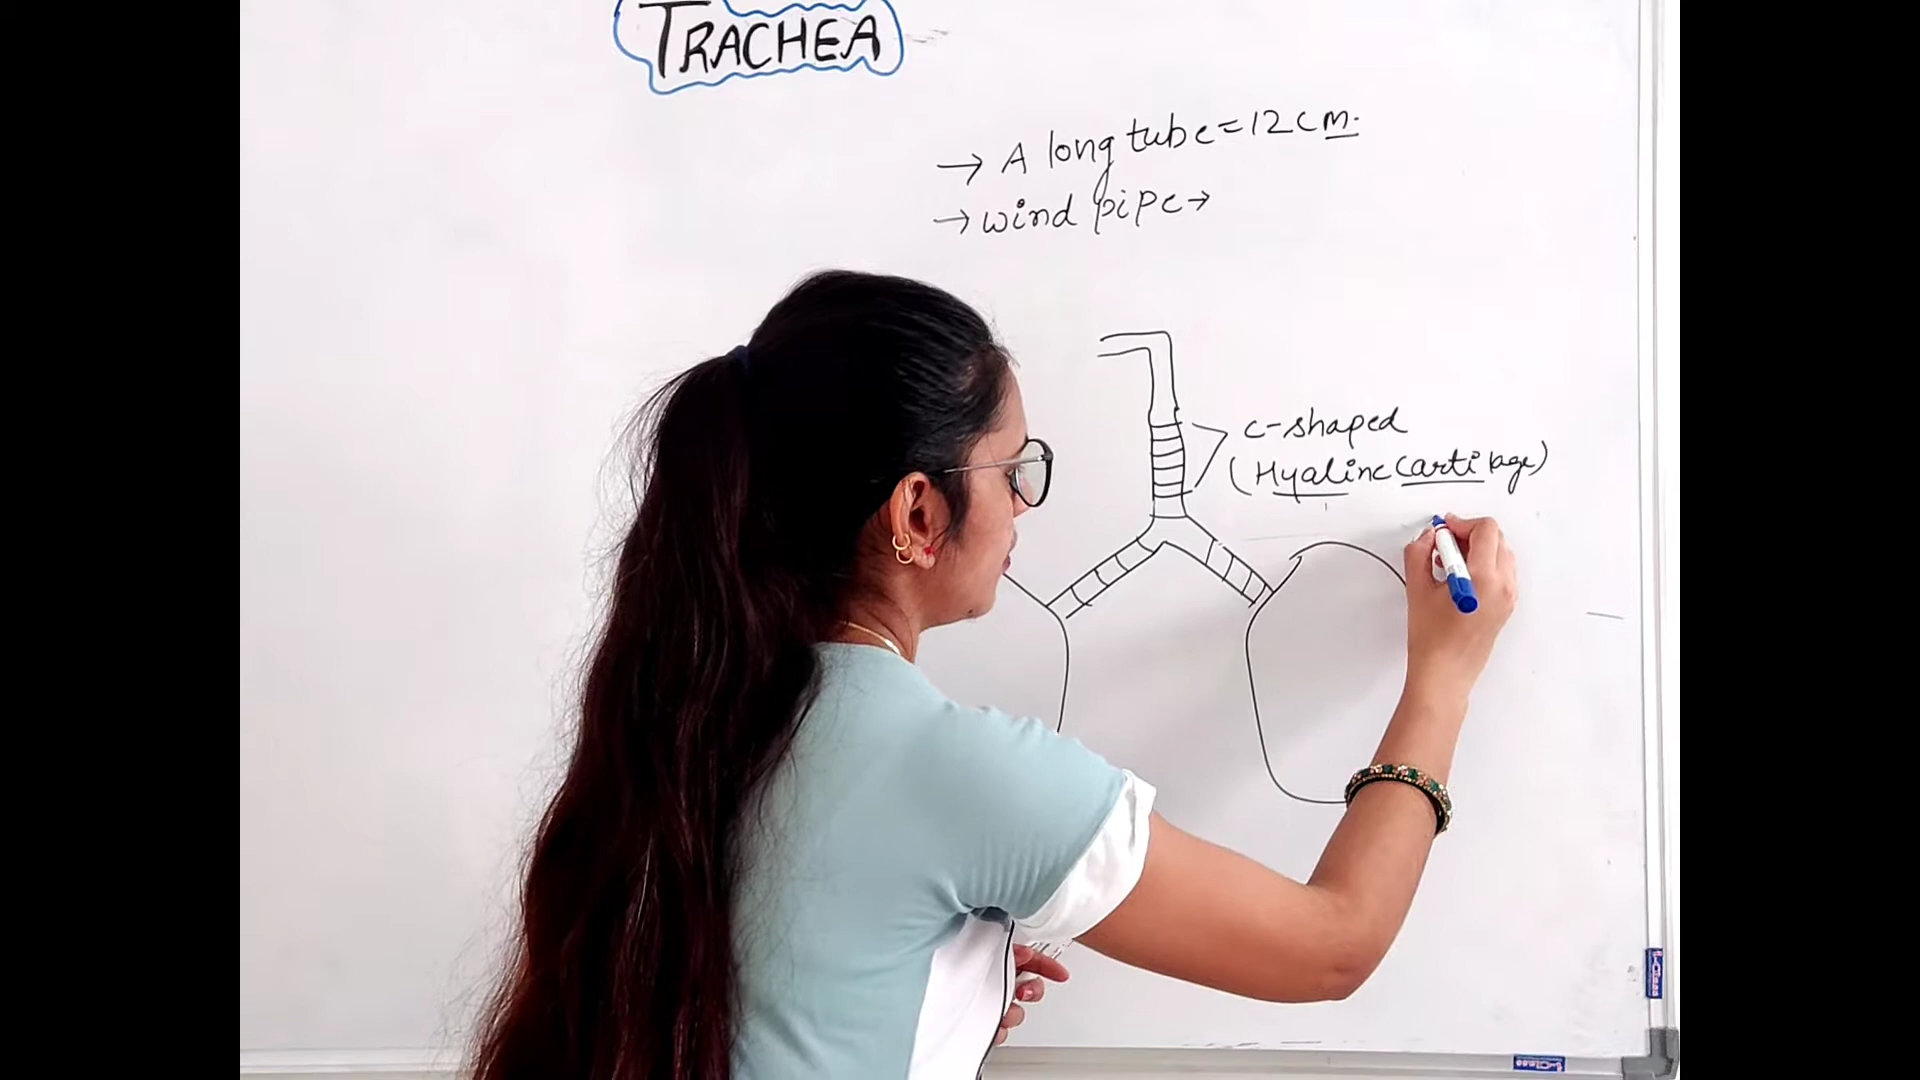 TRACHEA
→ A long tube = 12 cm.
→ wind pipe →
c-shaped
(Hyaline cartilage)